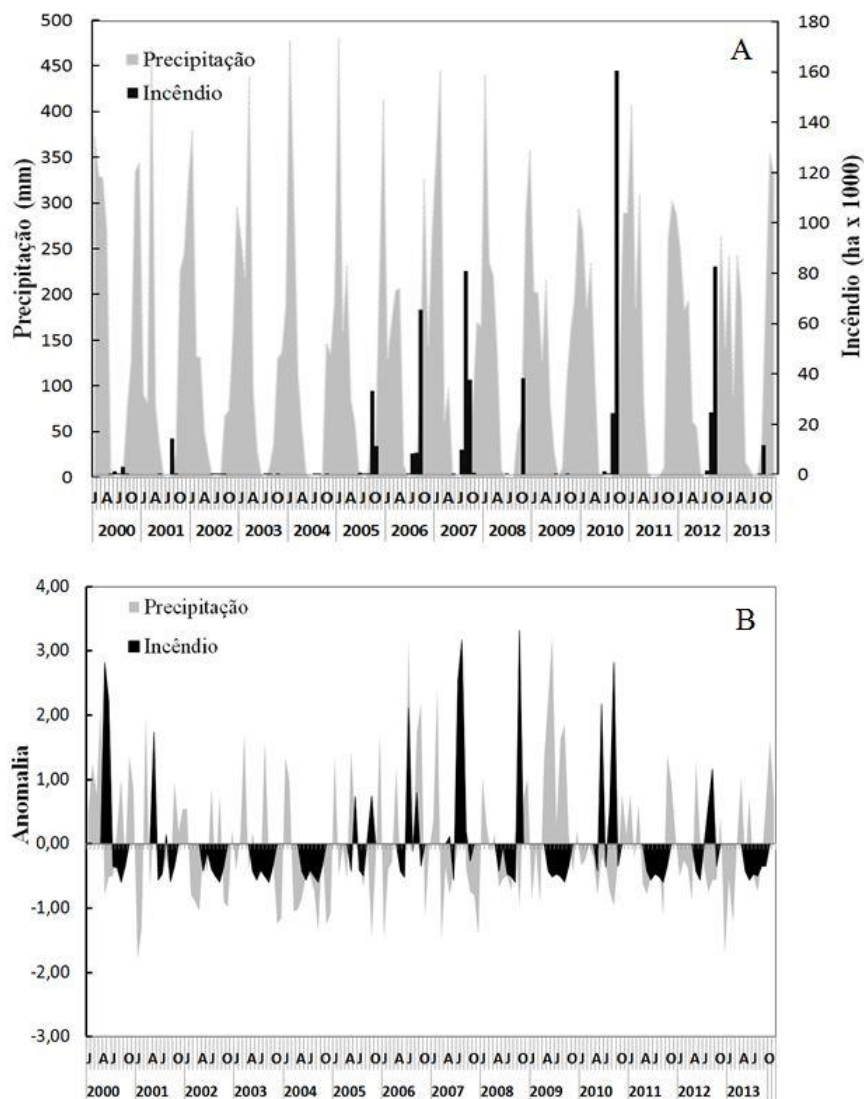 500
450
400
350
300
250
200
150
100
50
0
Precipitação (mm)
Precipitação
Incêndio
A
180
160
140
120
100
80
60
40
20
0
Incêndio (ha x 1000)
J A J O J A J O J A J O J A J O J A J O J A J O J A J O J A J O J A J O J A J O J A J O J A J O J A J O J A J O
2000 2001 2002 2003 2004 2005 2006 2007 2008 2009 2010 2011 2012 2013
4,00
3,00
2,00
1,00
0,00
-1,00
-2,00
-3,00
Anomalia
Precipitação
Incêndio
B
J A J O J A J O J A J O J A J O J A J O J A J O J A J O J A J O J A J O J A J O J A J O J A J O J A J O J A J O
2000 2001 2002 2003 2004 2005 2006 2007 2008 2009 2010 2011 2012 2013